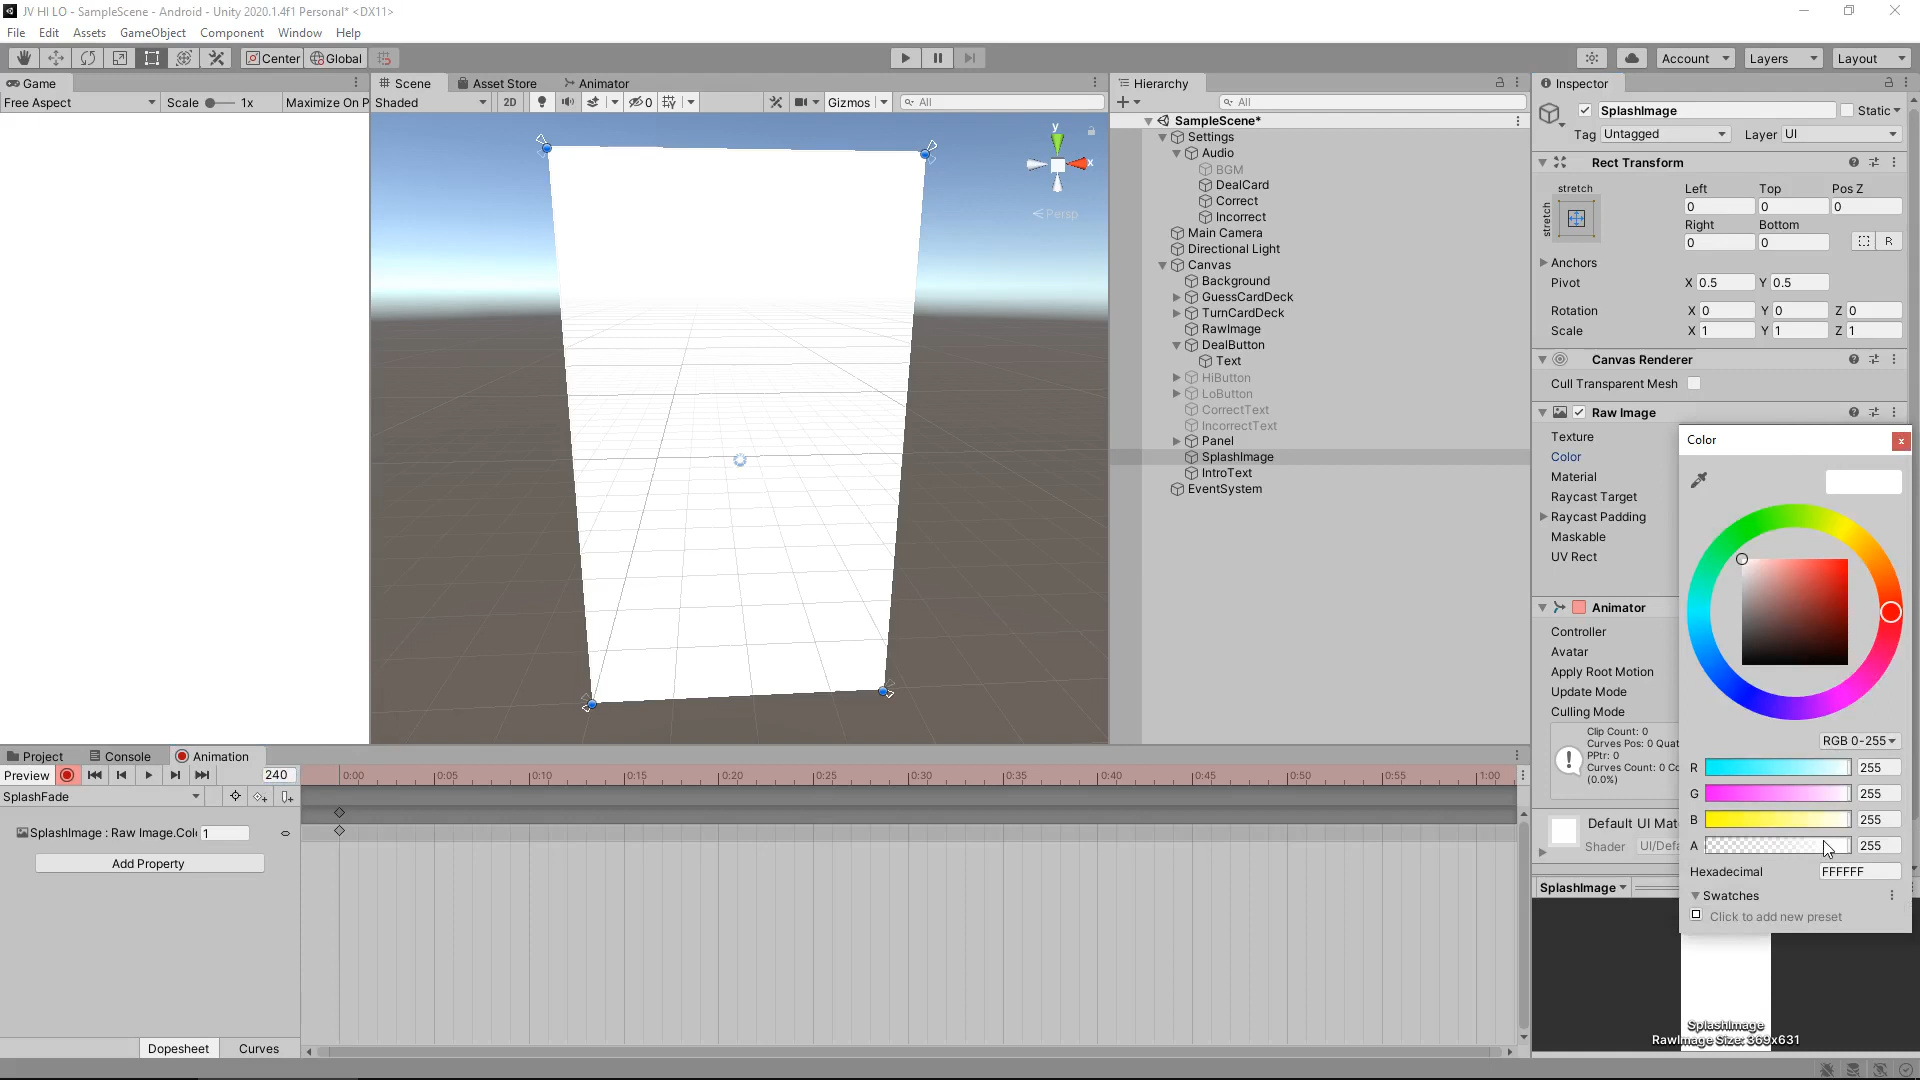 JV HI LO - SampleScene - Android - Unity 2020.1.4f1 Personal* <DX11>
File Edit Assets GameObject Component Window Help
Center Global Account Layers Layout
Game
Free Aspect Scale 1x Maximize On P
Scene Asset Store Animator
Shaded 2D 0 Gizmos All
y
x
Persp
Hierarchy
All
SampleScene*
Settings
Audio
BGM
DealCard
Correct
Incorrect
Main Camera
Directional Light
Canvas
Background
GuessCardDeck
TurnCardDeck
RawImage
DealButton
Text
HiButton
LoButton
CorrectText
IncorrectText
Panel
SplashImage
IntroText
EventSystem
Inspector
SplashImage Static
Tag Untagged Layer UI
Rect Transform
stretch Left Top Pos Z
stretch 0 0 0
Right Bottom
0 0 R
Anchors
Pivot X 0.5 Y 0.5
Rotation X 0 Y 0 Z 0
Scale X 1 Y 1 Z 1
Canvas Renderer
Cull Transparent Mesh
Raw Image
Texture
Color
Material
Raycast Target
Raycast Padding
Maskable
UV Rect
Animator
Controller
Avatar
Apply Root Motion
Update Mode
Culling Mode
Clip Count: 0
Curves Pos: 0 Quat
PPtr: 0
Curves Count: 0 Co
(0.0%)
Default UI Mat
Shader UI/Defa
SplashImage
SplashImage
RawImage Size: 369x631
Color
x
RGB 0-255
R 255
G 255
B 255
A 255
Hexadecimal FFFFFF
Swatches
Click to add new preset
Project Console Animation
Preview 240
0:00 0:05 0:10 0:15 0:20 0:25 0:30 0:35 0:40 0:45 0:50 0:55 1:00
SplashFade
SplashImage : Raw Image.Col 1
Add Property
Dopesheet Curves